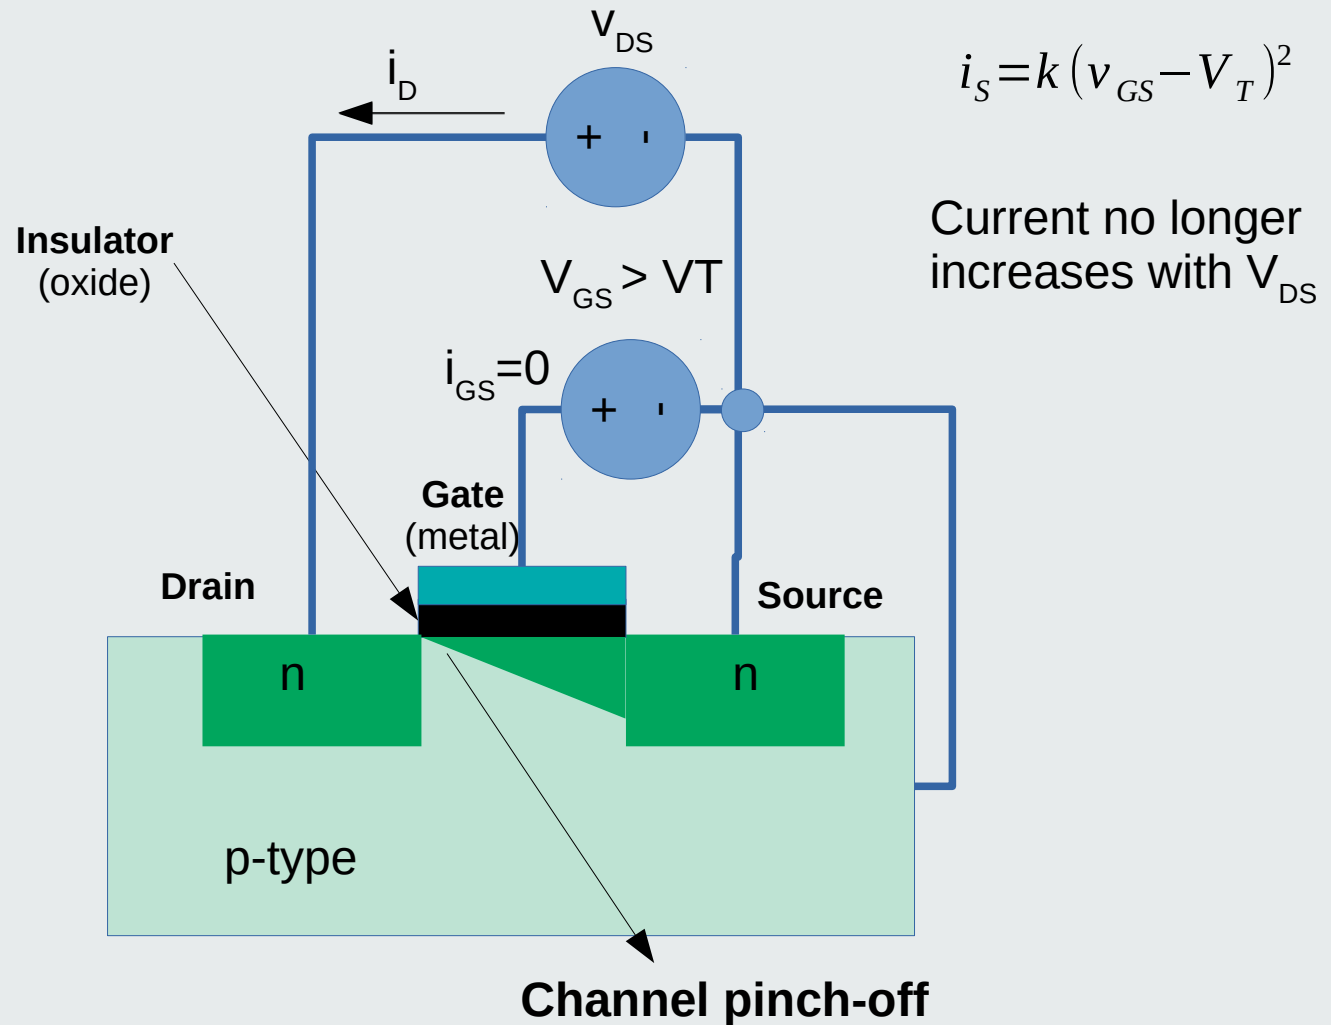 v_DS
i_D
+ -
i_S = k (v_GS − V_T)^2
Current no longer
increases with V_DS
Insulator
(oxide)
V_GS > VT
i_GS=0
+ -
Gate
(metal)
Drain
Source
n
n
p-type
Channel pinch-off